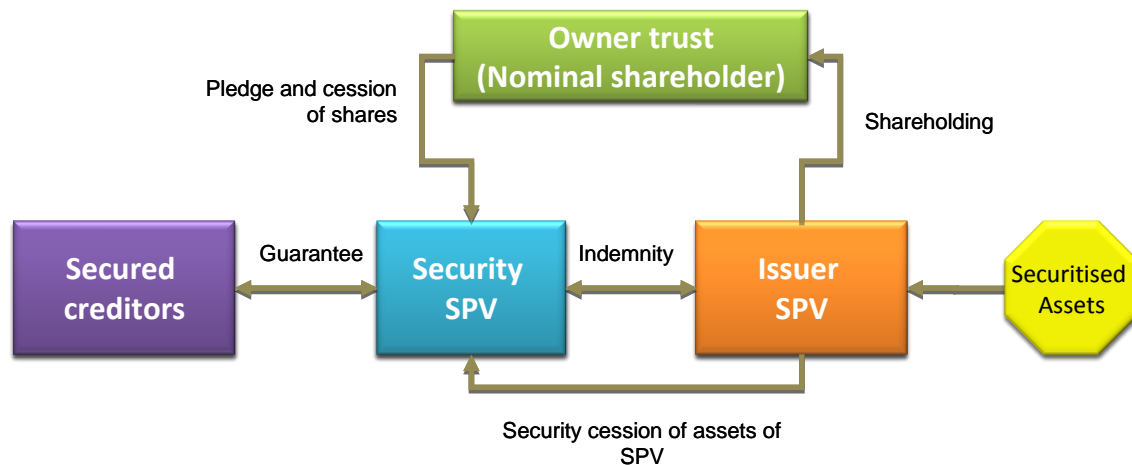 Owner trust
(Nominal shareholder)
Pledge and cession
of shares
Shareholding
Secured
creditors
Guarantee
Security
SPV
Indemnity
Issuer
SPV
Securitised
Assets
Security cession of assets of
SPV